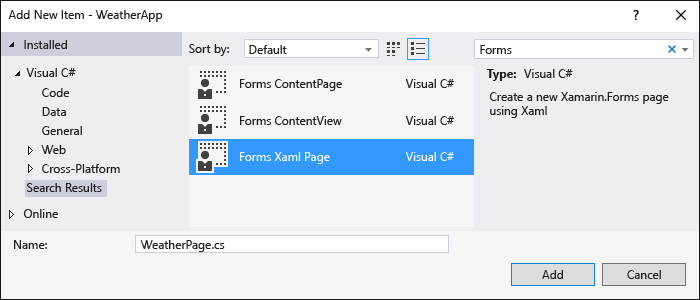 Add New Item - WeatherApp
Installed
Sort by: Default
Forms
Visual C#
Code
Data
General
Web
Cross-Platform
Search Results
Online
Forms ContentPage Visual C#
Forms ContentView Visual C#
Forms Xaml Page Visual C#
Type: Visual C#
Create a new Xamarin.Forms page
using Xaml
Name: WeatherPage.cs
Add Cancel